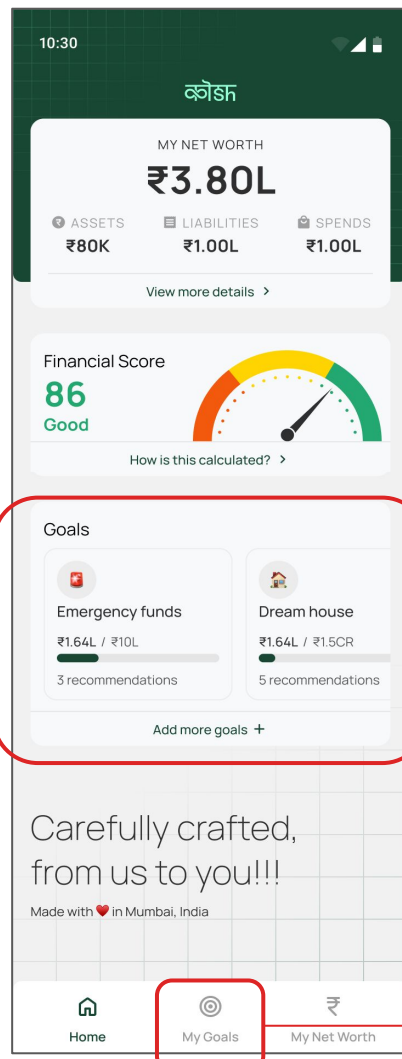 10:30
कोश
MY NET WORTH
₹3.80L
ASSETS LIABILITIES SPENDS
₹80K ₹1.00L ₹1.00L
View more details >
Financial Score
86
Good
How is this calculated? >
Goals
Emergency funds Dream house
₹1.64L / ₹10L ₹1.64L / ₹1.5CR
3 recommendations 5 recommendations
Add more goals +
Carefully crafted,
from us to you!!!
Made with ❤️ in Mumbai, India
₹
Home My Goals My Net Worth